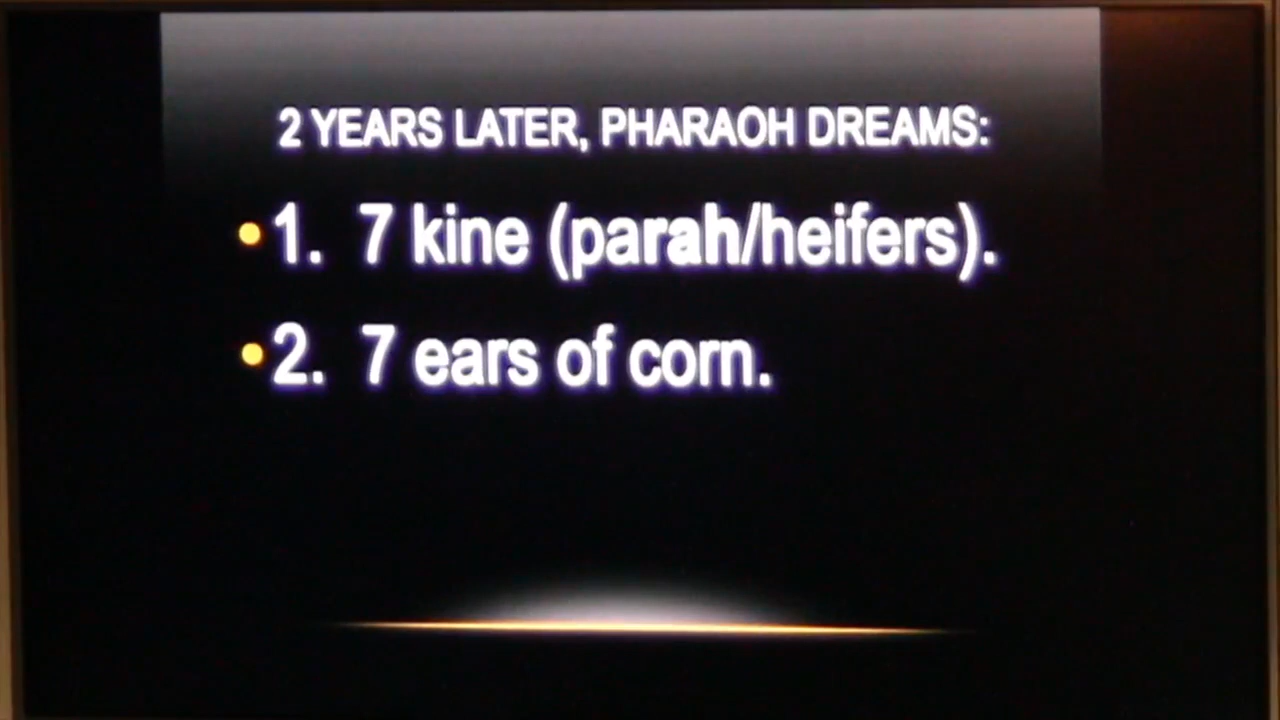 2 YEARS LATER, PHARAOH DREAMS:
• 1. 7 kine (parah/heifers).
• 2. 7 ears of corn.